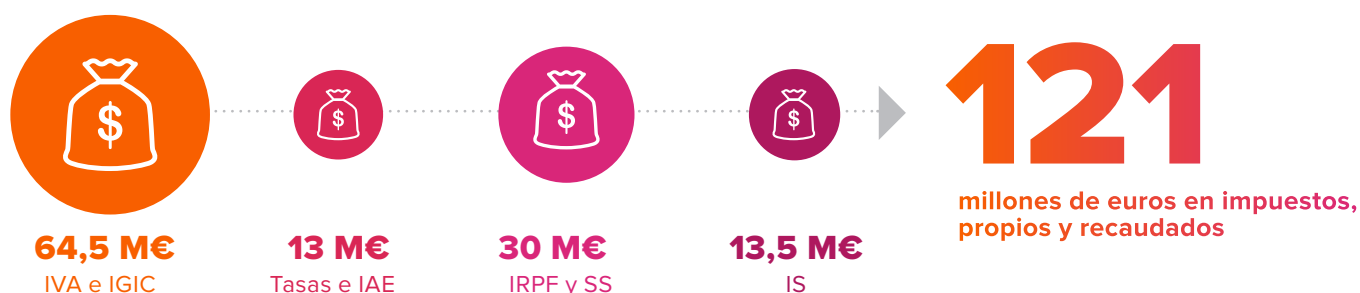 $
$
$
$
64,5 M€
IVA e IGIC
13 M€
Tasas e IAE
30 M€
IRPF y SS
13,5 M€
IS
121
millones de euros en impuestos,
propios y recaudados